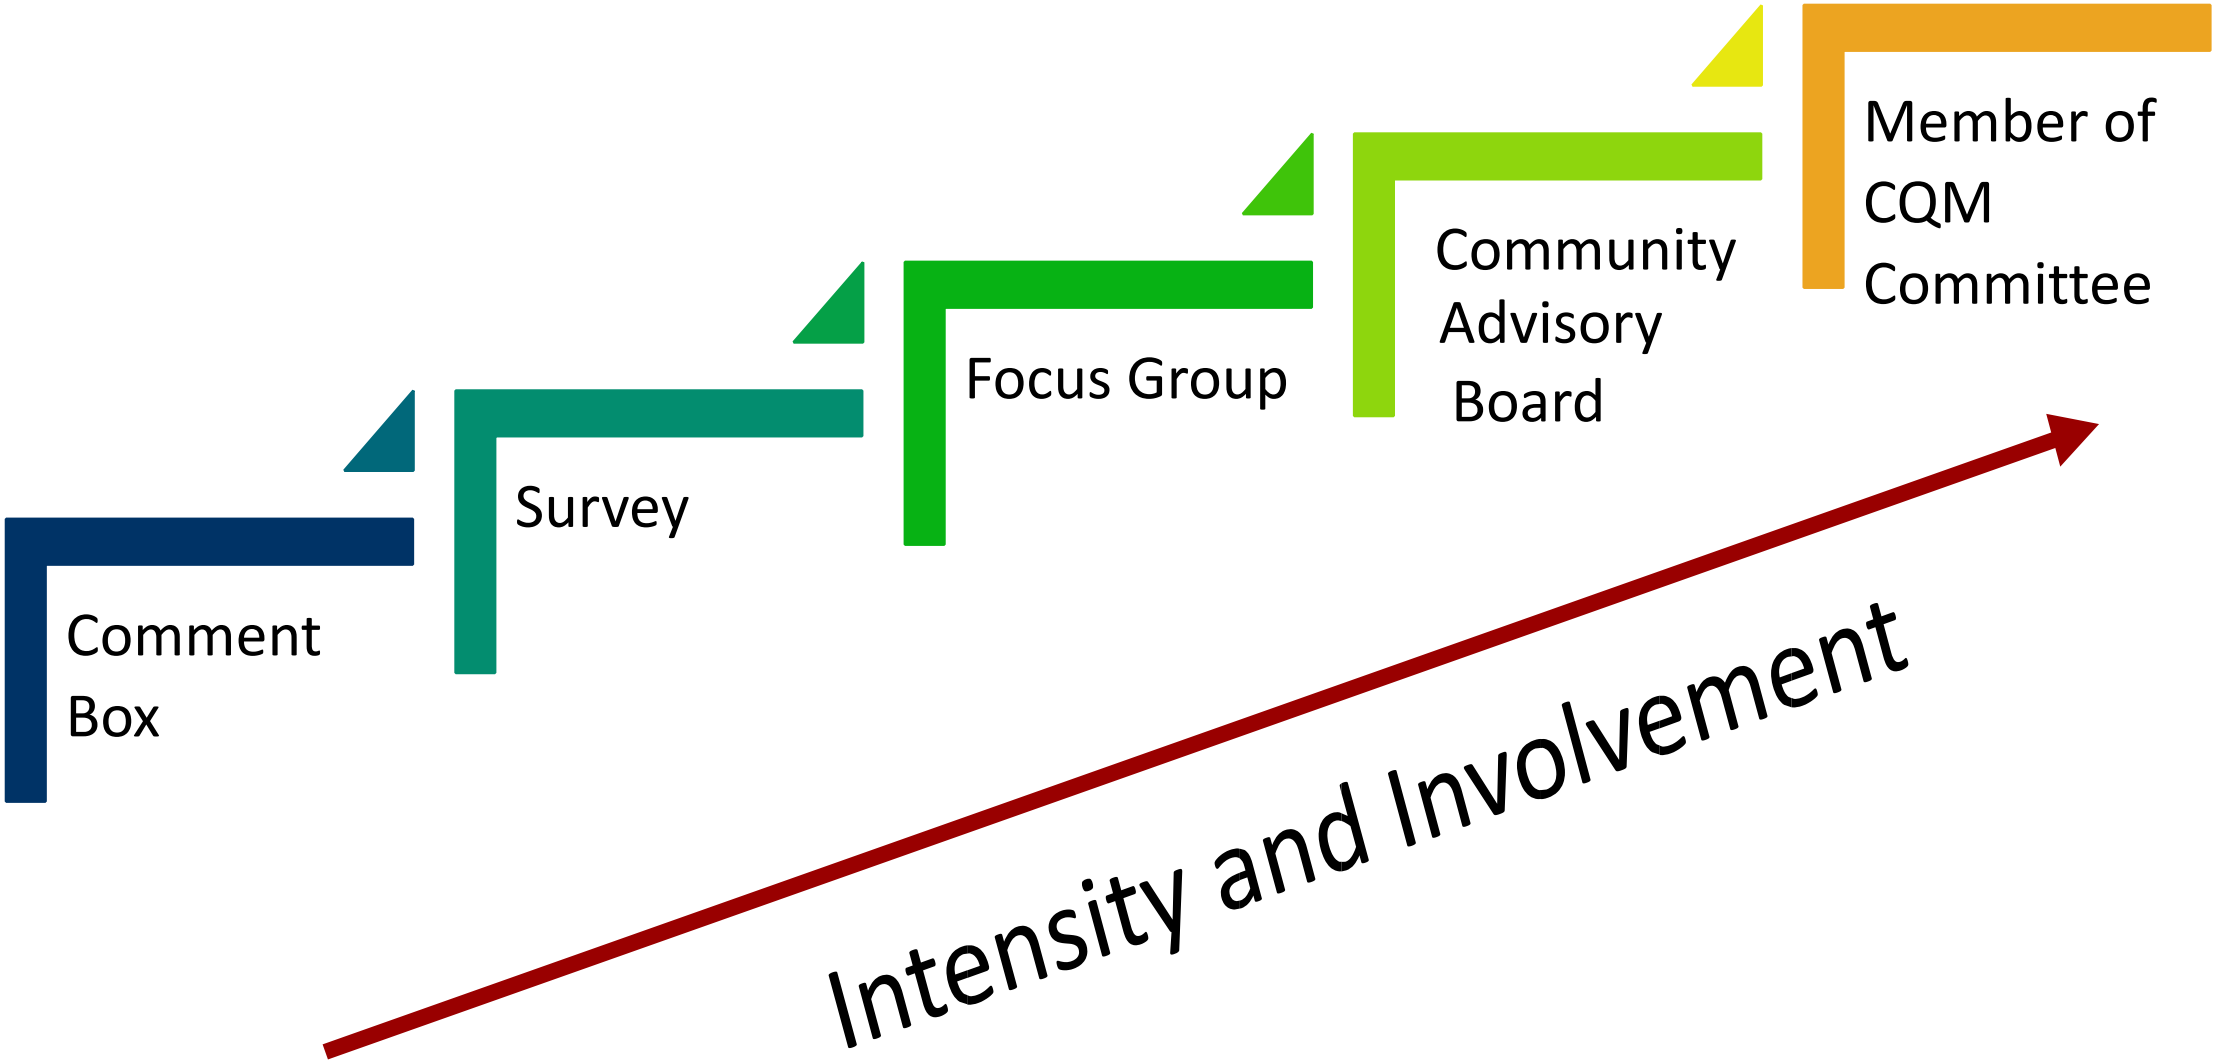 Comment
Box
Survey
Focus Group
Community
Advisory
Board
Member of
CQM
Committee
Intensity and Involvement